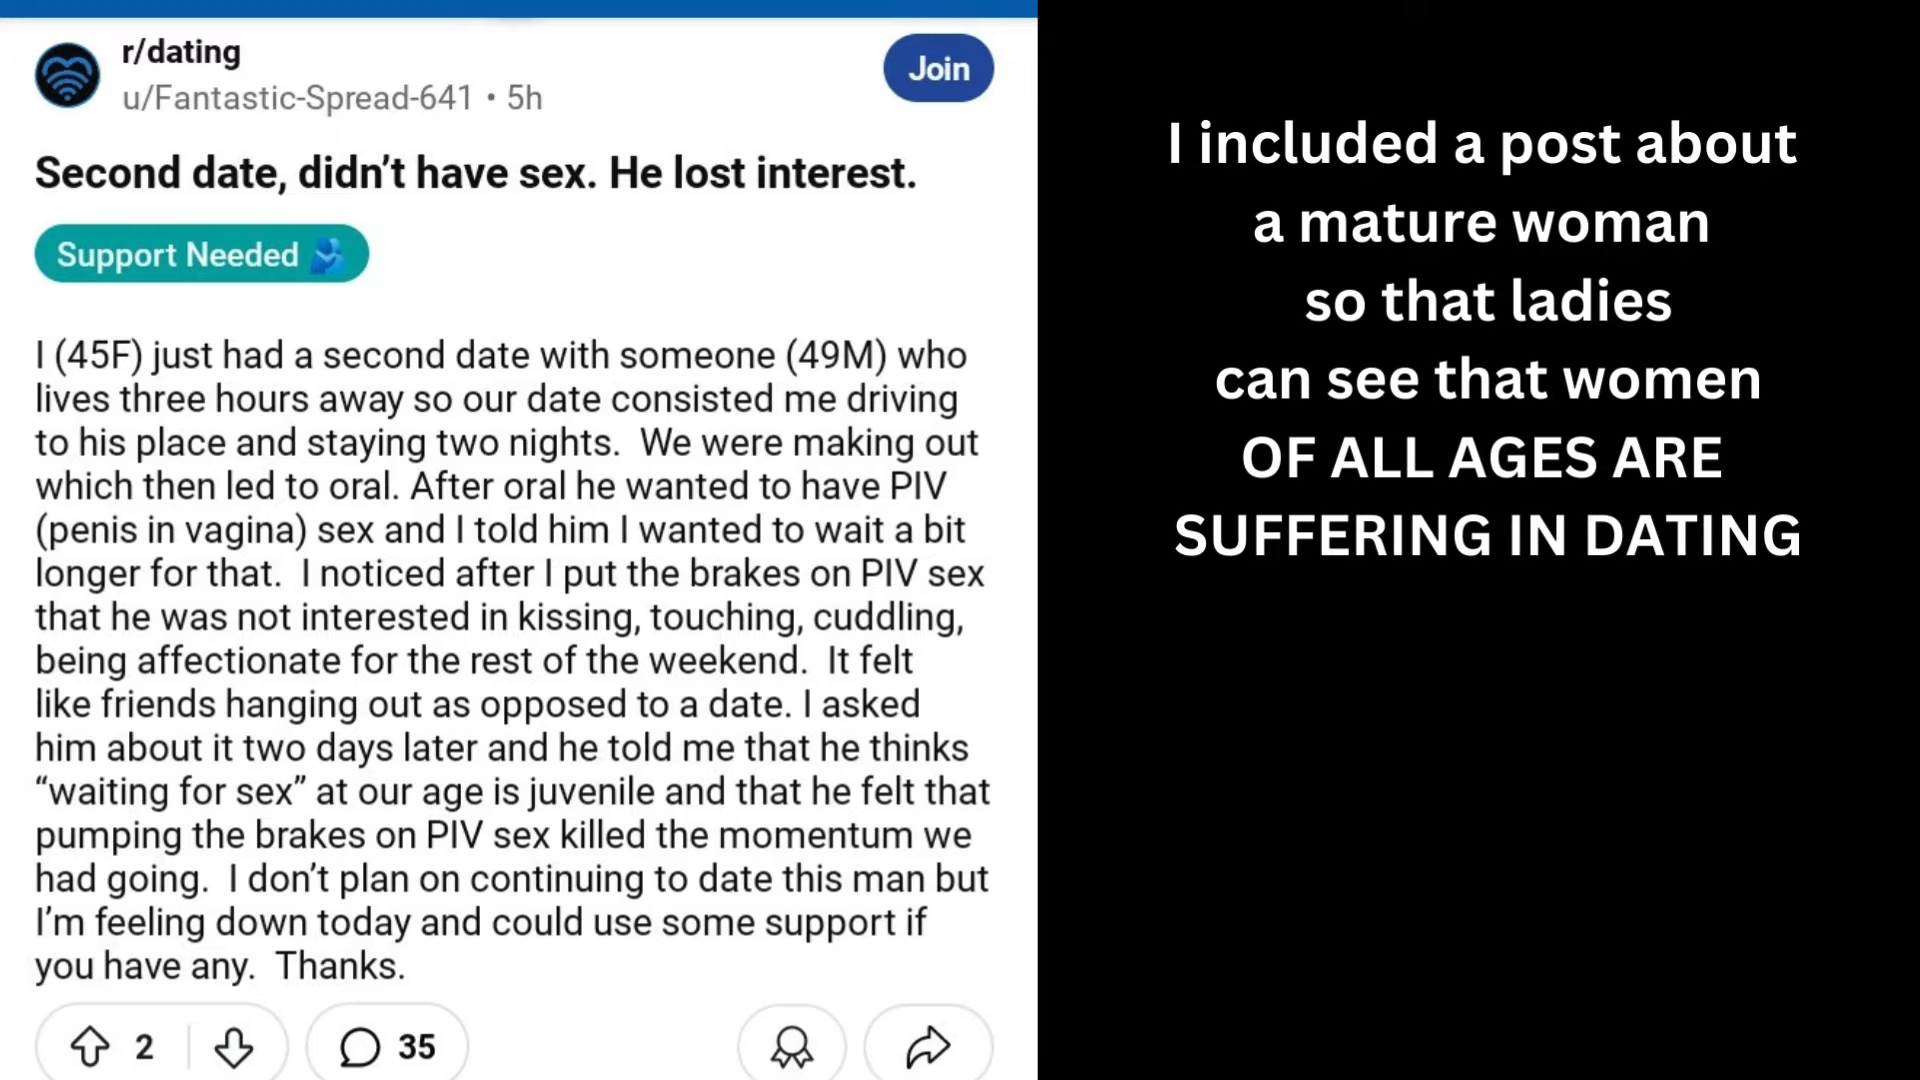 r/dating
u/Fantastic-Spread-641 • 5h
Join
Second date, didn’t have sex. He lost interest.
Support Needed
I (45F) just had a second date with someone (49M) who
lives three hours away so our date consisted me driving
to his place and staying two nights.  We were making out
which then led to oral. After oral he wanted to have PIV
(penis in vagina) sex and I told him I wanted to wait a bit
longer for that.  I noticed after I put the brakes on PIV sex
that he was not interested in kissing, touching, cuddling,
being affectionate for the rest of the weekend.  It felt
like friends hanging out as opposed to a date. I asked
him about it two days later and he told me that he thinks
“waiting for sex” at our age is juvenile and that he felt that
pumping the brakes on PIV sex killed the momentum we
had going.  I don’t plan on continuing to date this man but
I’m feeling down today and could use some support if
you have any.  Thanks.
2
35
I included a post about
a mature woman
so that ladies
can see that women
OF ALL AGES ARE
SUFFERING IN DATING